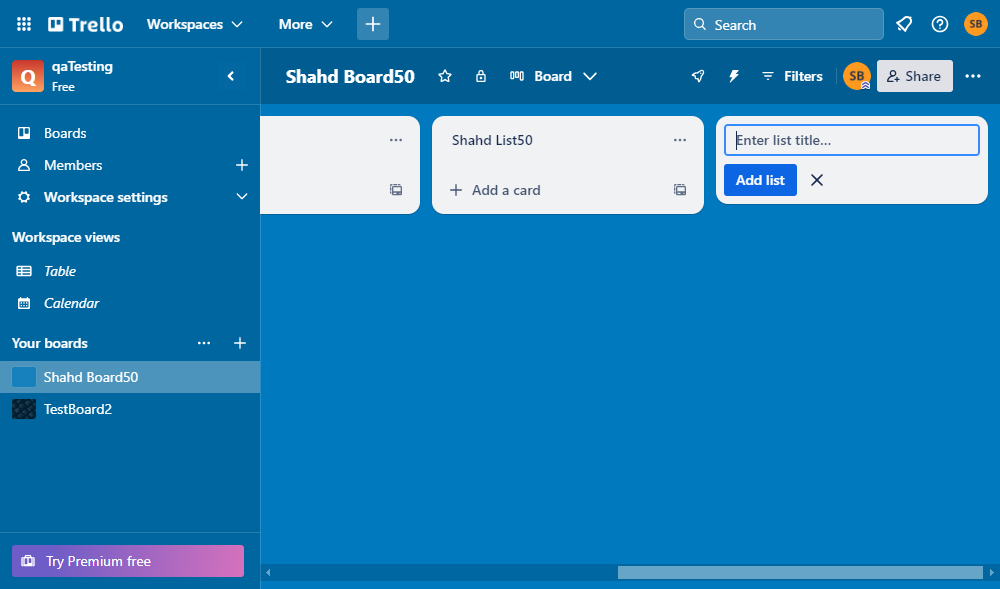 Trello
Workspaces
More
Search
SB
Q
qaTesting
Free
Shahd Board50
Board
Filters
SB
Share
Boards
Members
Workspace settings
Workspace views
Table
Calendar
Your boards
Shahd Board50
TestBoard2
Try Premium free
Shahd List50
Add a card
Enter list title…
Add list